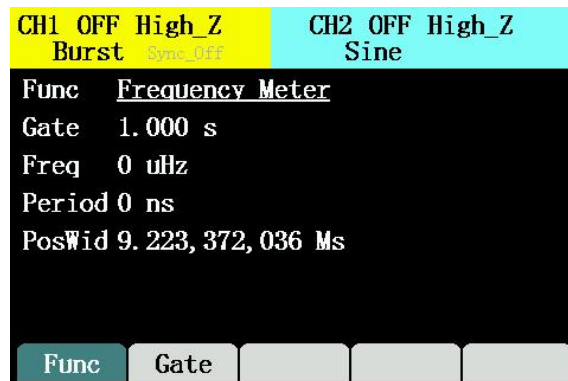 CH1 OFF High_Z
Burst Sync_Off
CH2 OFF High_Z
Sine
Func Frequency Meter
Gate 1.000 s
Freq 0 uHz
Period 0 ns
PosWid 9.223,372,036 Ms
Func Gate